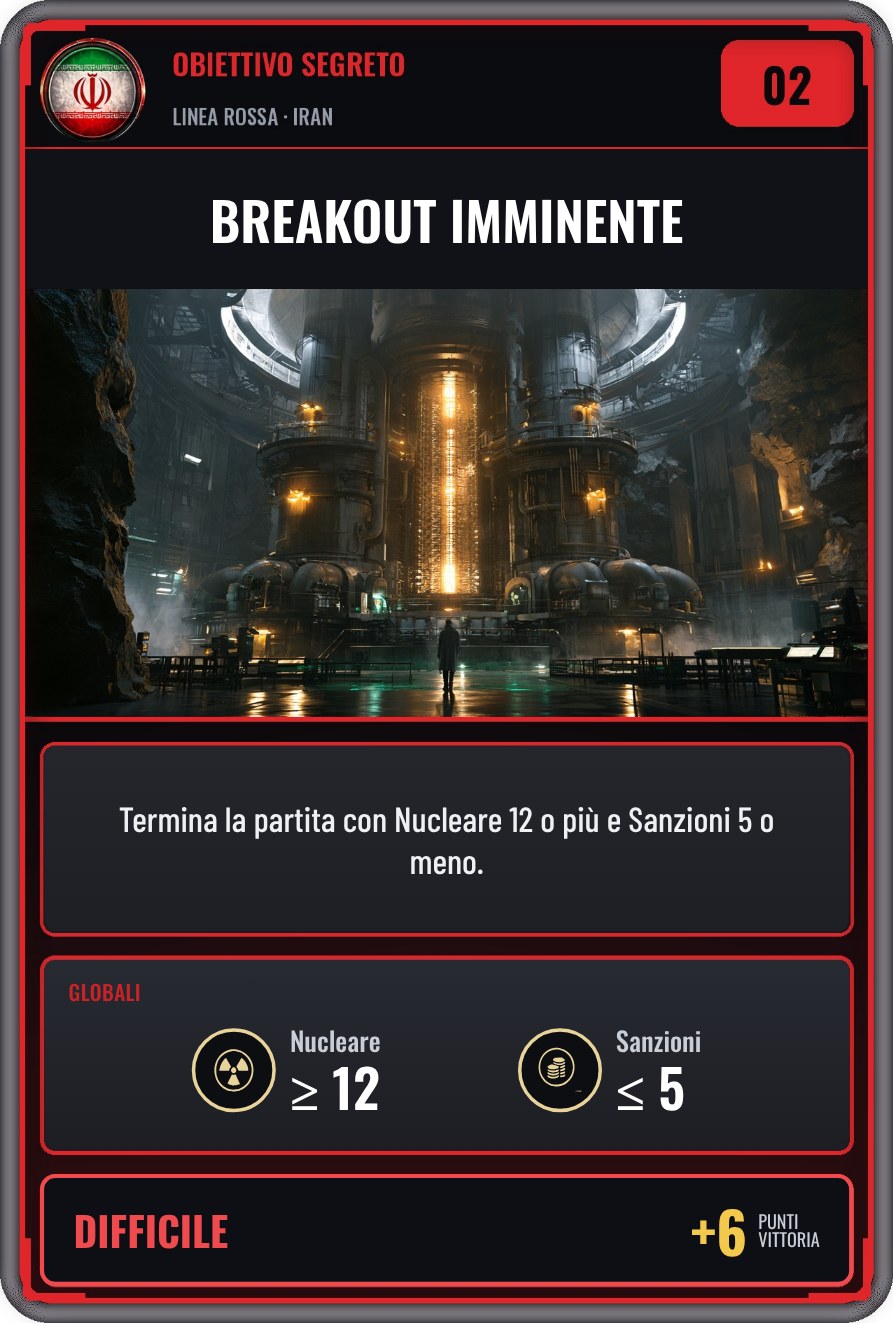 OBIETTIVO SEGRETO
LINEA ROSSA · IRAN
02
BREAKOUT IMMINENTE
Termina la partita con Nucleare 12 o più e Sanzioni 5 o
meno.
GLOBALI
Nucleare
≥ 12
Sanzioni
≤ 5
DIFFICILE
+6
PUNTI
VITTORIA